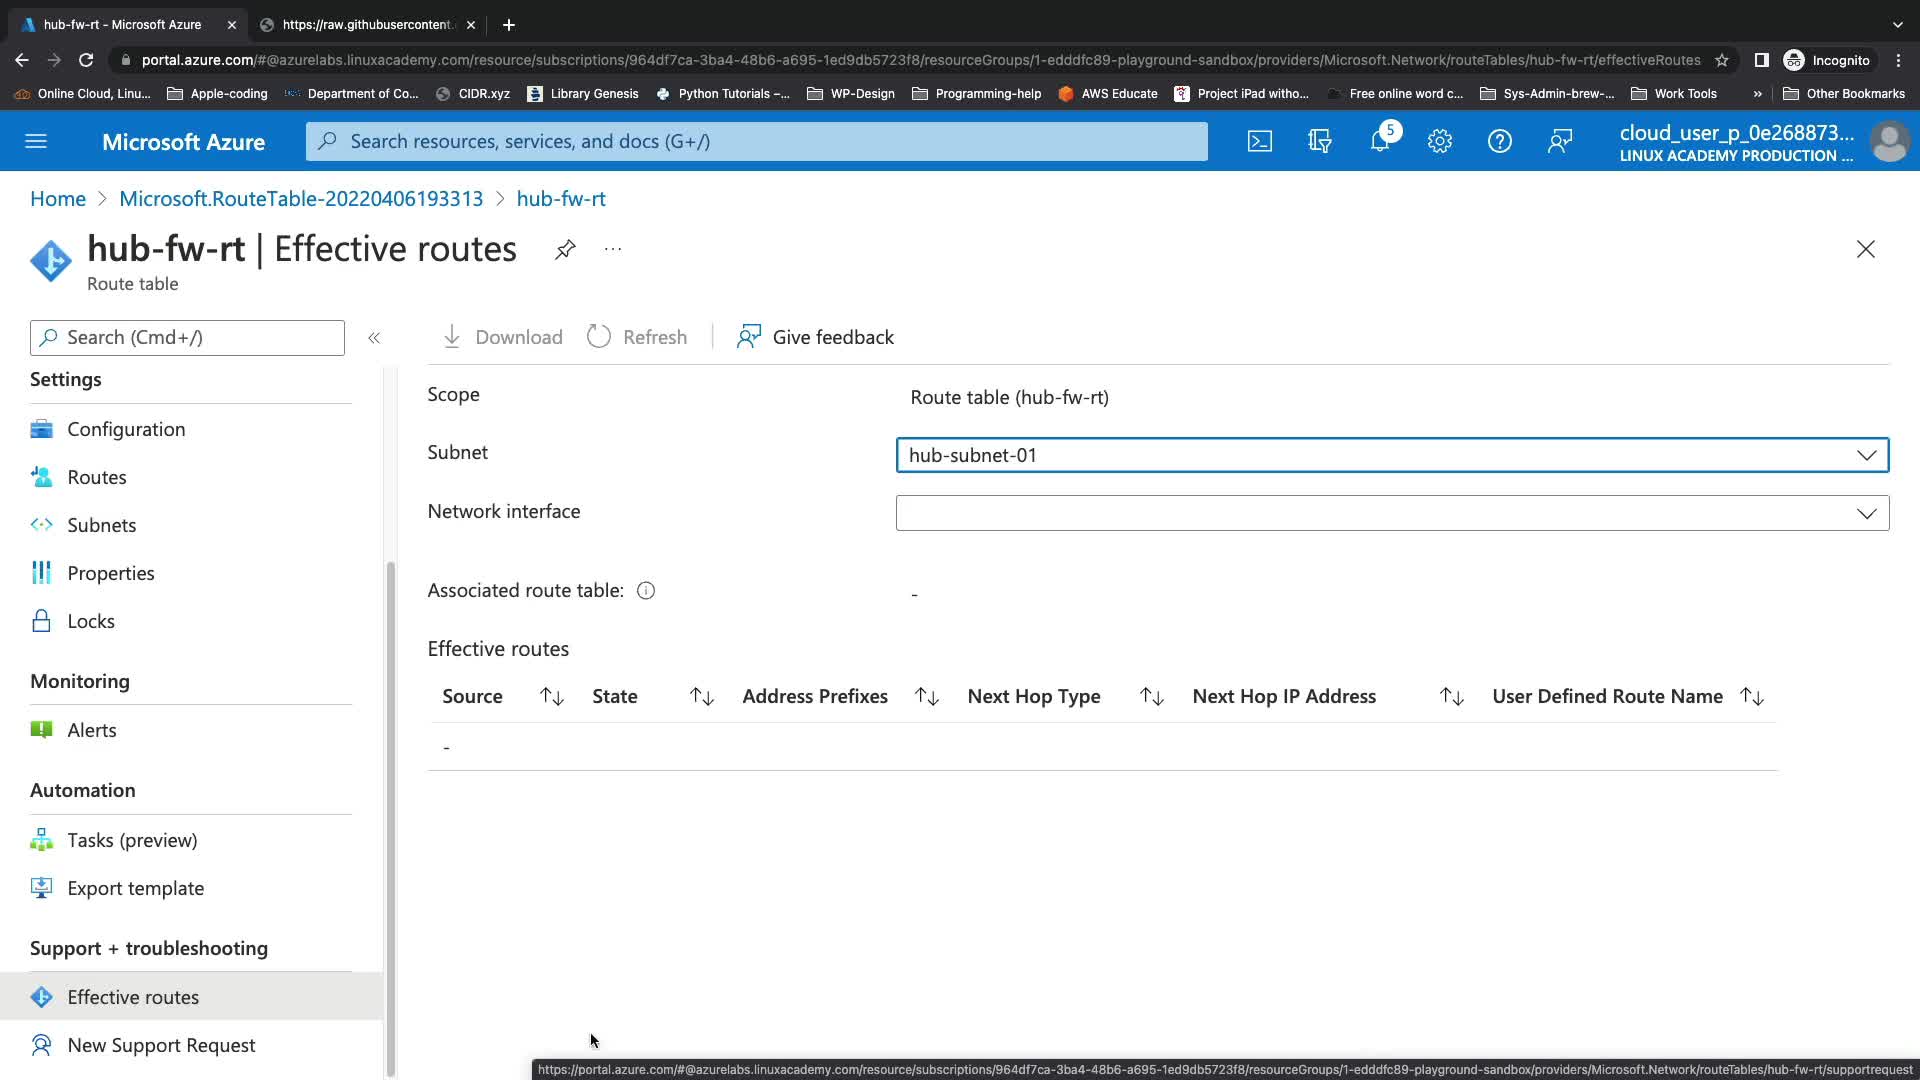 hub-fw-rt - Microsoft Azure
https://raw.githubusercontent.
portal.azure.com/#@azurelabs.linuxacademy.com/resource/subscriptions/964df7ca-3ba4-48b6-a695-1ed9db5723f8/resourceGroups/1-edddfc89-playground-sandbox/providers/Microsoft.Network/routeTables/hub-fw-rt/effectiveRoutes
Incognito
Online Cloud, Linu...
Apple-coding
Department of Co...
CIDR.xyz
Library Genesis
Python Tutorials –...
WP-Design
Programming-help
AWS Educate
Project iPad witho...
Free online word c...
Sys-Admin-brew-...
Work Tools
»
Other Bookmarks
Microsoft Azure
Search resources, services, and docs (G+/)
5
cloud_user_p_0e268873...
LINUX ACADEMY PRODUCTION ...
Home > Microsoft.RouteTable-20220406193313 > hub-fw-rt
hub-fw-rt | Effective routes ...
Route table
Search (Cmd+/)
«
Download
Refresh
Give feedback
Settings
Configuration
Routes
Subnets
Properties
Locks
Monitoring
Alerts
Automation
Tasks (preview)
Export template
Support + troubleshooting
Effective routes
New Support Request
Scope
Route table (hub-fw-rt)
Subnet
hub-subnet-01
Network interface
Associated route table:
-
Effective routes
Source
State
Address Prefixes
Next Hop Type
Next Hop IP Address
User Defined Route Name
-
https://portal.azure.com/#@azurelabs.linuxacademy.com/resource/subscriptions/964df7ca-3ba4-48b6-a695-1ed9db5723f8/resourceGroups/1-edddfc89-playground-sandbox/providers/Microsoft.Network/routeTables/hub-fw-rt/supportrequest